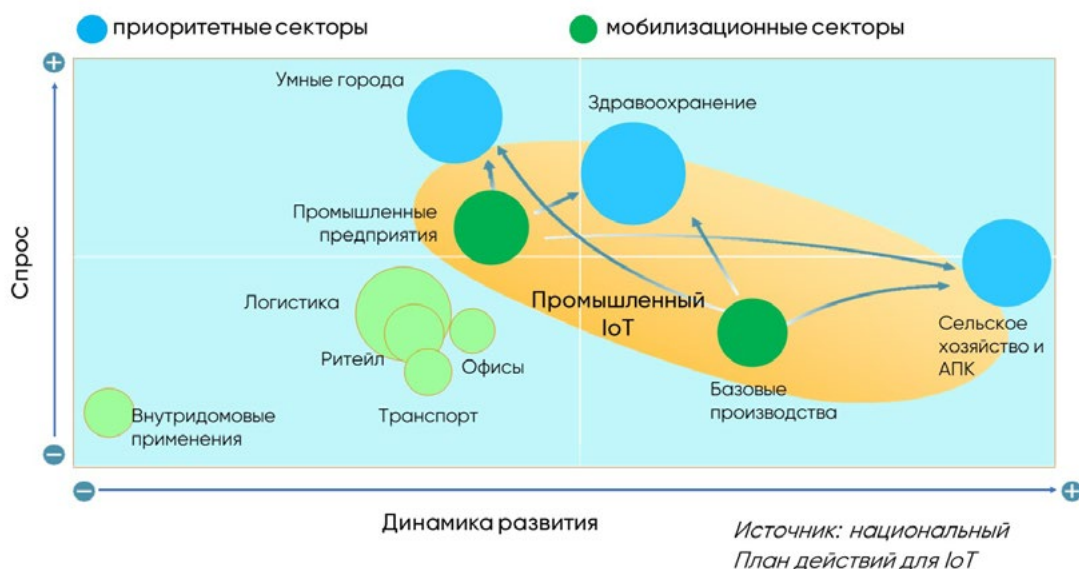 приоритетные секторы
мобилизационные секторы
Умные города
Здравоохранение
Промышленные
предприятия
Спрос
Логистика
Промышленный
IoT
Ритейл
Офисы
Сельское
хозяйство и
АПК
Транспорт
Базовые
производства
Внутридомовые
применения
Динамика развития
Источник: национальный
План действий для IoT